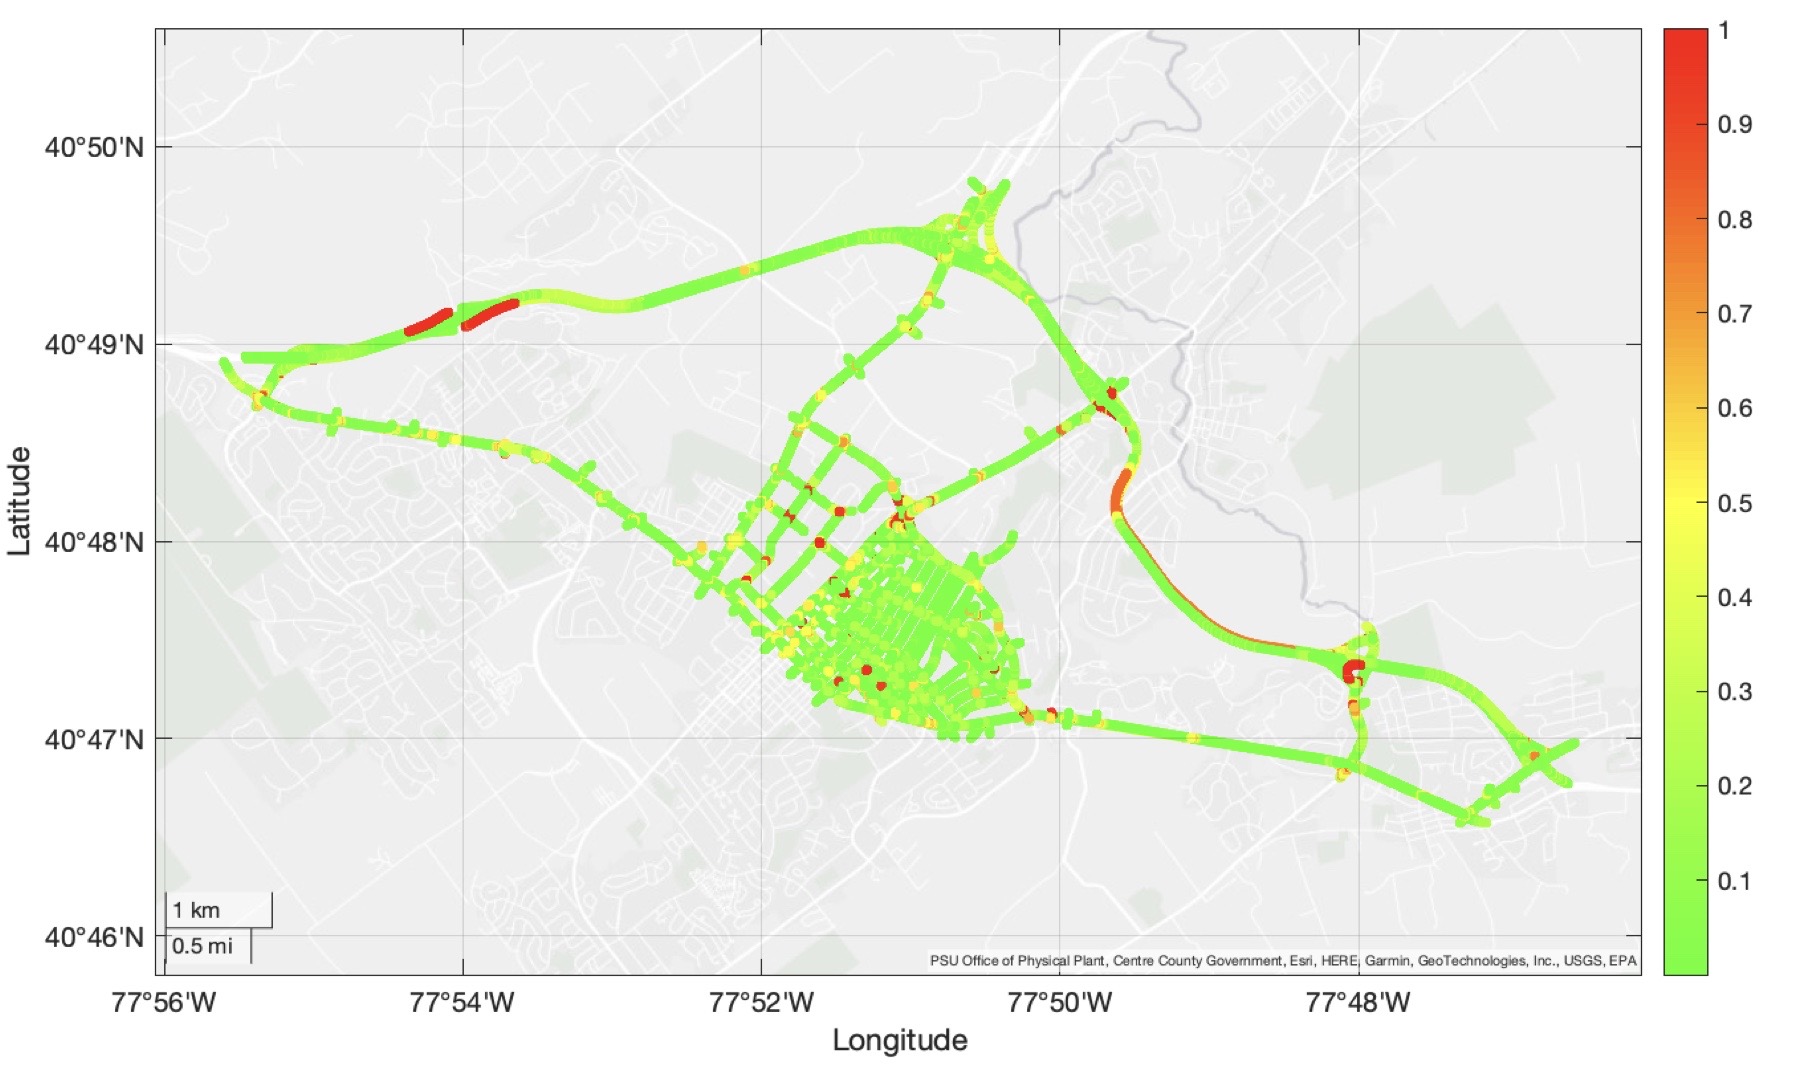 1
0.9
0.8
0.7
0.6
0.5
0.4
0.3
0.2
0.1
40°50'N
40°49'N
40°48'N
40°47'N
40°46'N
Latitude
1 km
0.5 mi
PSU Office of Physical Plant, Centre County Government, Esri, HERE, Garmin, GeoTechnologies, Inc., USGS, EPA
77°56'W 77°54'W 77°52'W 77°50'W 77°48'W
Longitude